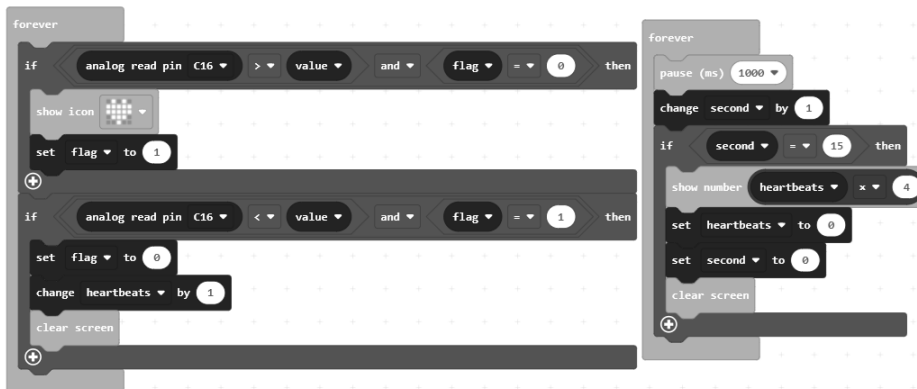 forever
if analog read pin C16 > value and flag = 0 then
show icon
set flag to 1
if analog read pin C16 < value and flag = 1 then
set flag to 0
change heartbeats by 1
clear screen
forever
pause (ms) 1000
change second by 1
if second = 15 then
show number heartbeats × 4
set heartbeats to 0
set second to 0
clear screen